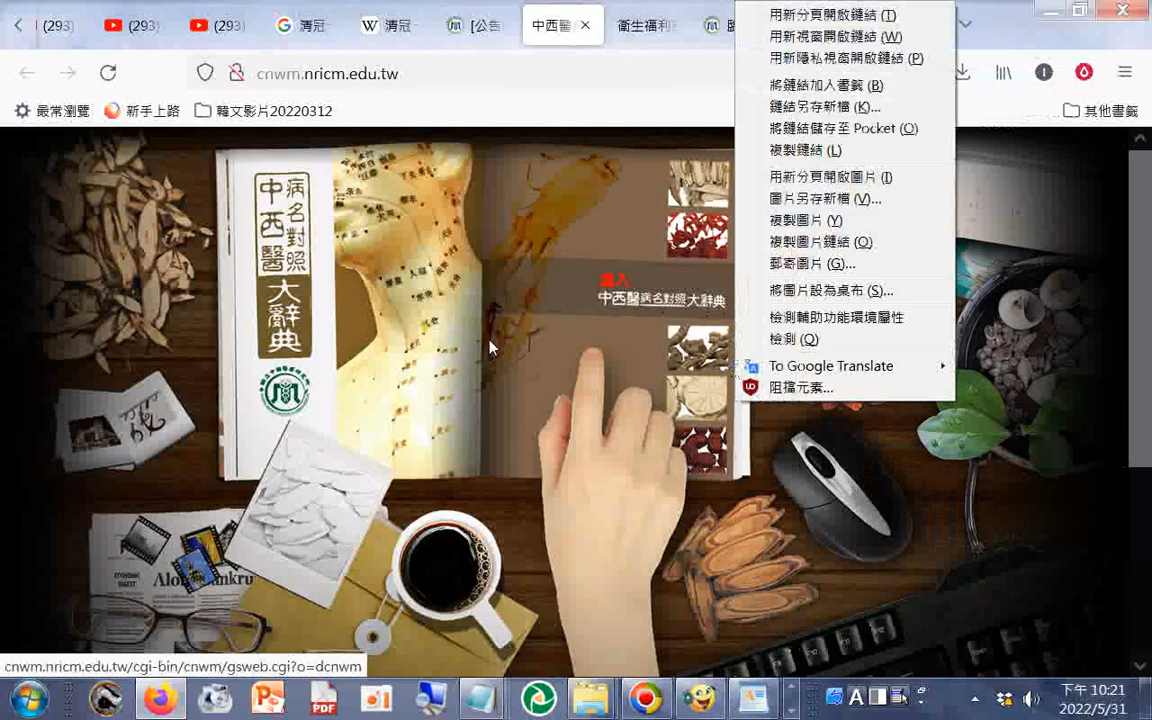 (293)
(293)
(293)
清冠
清冠
[公告
中西醫
衛生福利
cnwm.nricm.edu.tw
最常瀏覽
新手上路
韓文影片20220312
其他書籤
用新分頁開啟鏈結 (T)
用新視窗開啟鏈結 (W)
用新隱私視窗開啟鏈結 (P)
將鏈結加入書籤 (B)
鏈結另存新檔 (K)...
將鏈結儲存至 Pocket (O)
複製鏈結 (L)
用新分頁開啟圖片 (I)
圖片另存新檔 (V)...
複製圖片 (Y)
複製圖片鏈結 (O)
郵寄圖片 (G)...
將圖片設為桌布 (S)...
檢測輔助功能環境屬性
檢測 (Q)
To Google Translate
阻擋元素...
中西醫
病名對照
大辭典
進入
中西醫病名對照大辭典
ECONOMIC
DIGEST
cnwm.nricm.edu.tw/cgi-bin/cnwm/gsweb.cgi?o=dcnwm
PDF
A
下午 10:21
2022/5/31